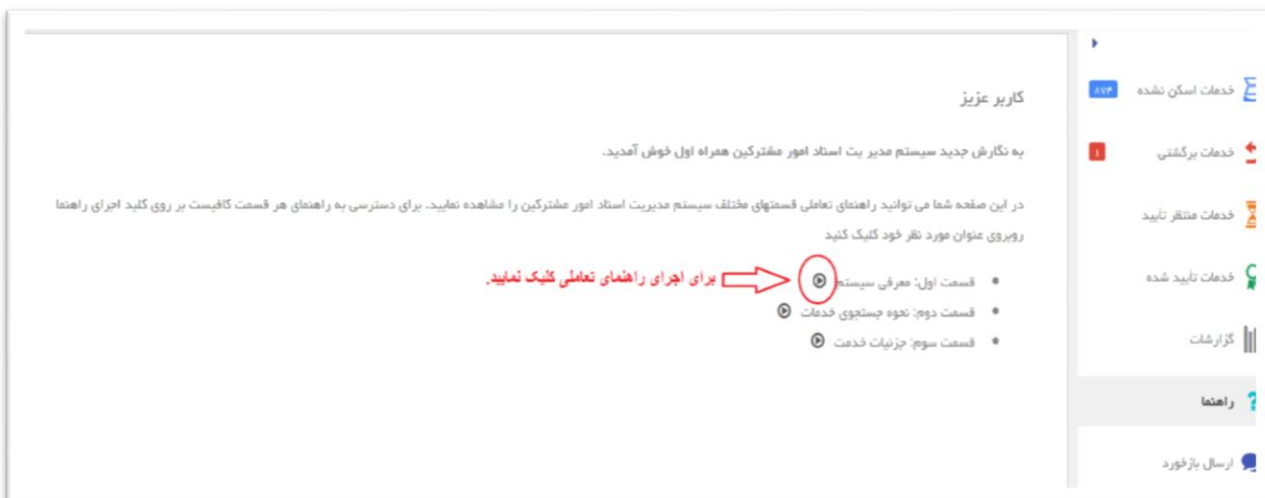 خدمات اسکن نشده ۸۷۴
خدمات برگشتی ۱
خدمات منتظر تأیید
خدمات تأیید شده
گزارشات
راهنما
ارسال بازخورد
کاربر عزیز
به نگارش جدید سیستم مدیر یت اسناد امور مشترکین همراه اول خوش آمدید.
در این صفحه شما می توانید راهنمای تعاملی قسمتهای مختلف سیستم مدیریت اسناد امور مشترکین را مشاهده نمایید. برای دسترسی به راهنمای هر قسمت کافیست بر روی کلید اجرای راهنما
روبروی عنوان مورد نظر خود کلیک کنید
قسمت اول: معرفی سیستم
برای اجرای راهنمای تعاملی کلیک نمایید.
قسمت دوم: نحوه جستجوی خدمات
قسمت سوم: جزئیات خدمت